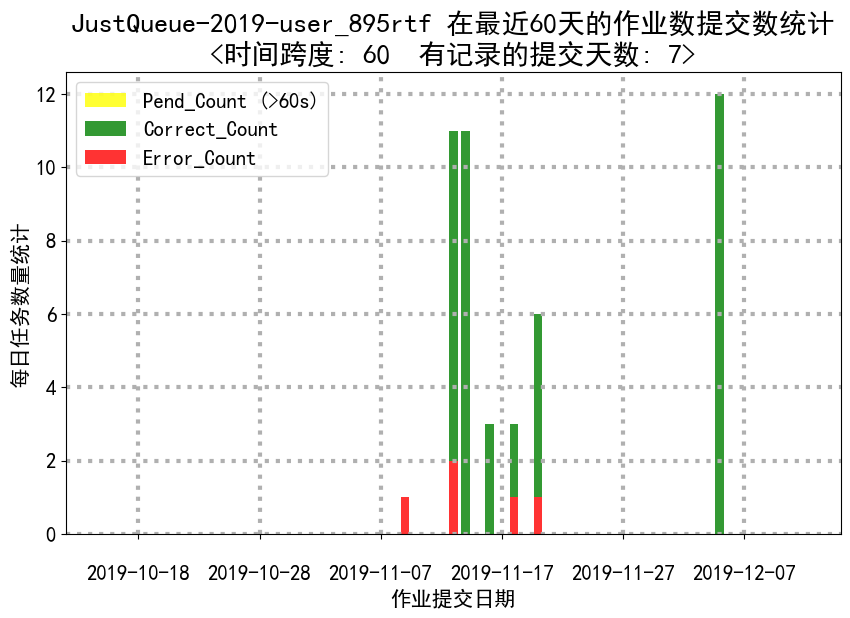 JustQueue-2019-user_895rtf 在最近60天的作业数提交数统计
<时间跨度: 60  有记录的提交天数: 7>
Pend_Count (>60s)
Correct_Count
Error_Count
每日任务数量统计
12
10
8
6
4
2
0
2019-10-18 2019-10-28 2019-11-07 2019-11-17 2019-11-27 2019-12-07
作业提交日期